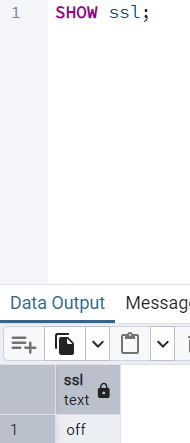 1 SHOW ssl;
Data Output Messag
ssl
text
1 off